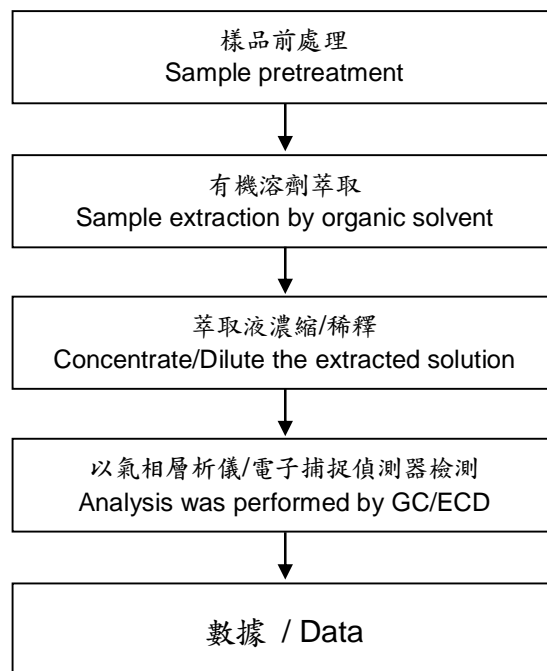 樣品前處理
Sample pretreatment
有機溶劑萃取
Sample extraction by organic solvent
萃取液濃縮/稀釋
Concentrate/Dilute the extracted solution
以氣相層析儀/電子捕捉偵測器檢測
Analysis was performed by GC/ECD
數據 / Data